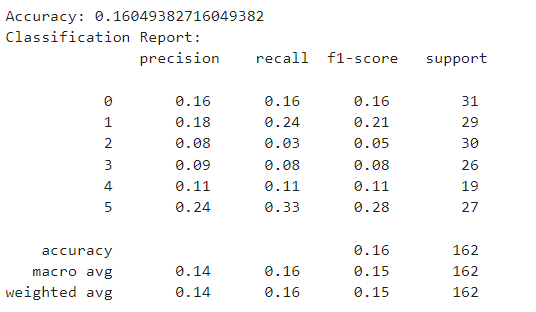 Accuracy: 0.16049382716049382
Classification Report:
precision recall f1-score support
0 0.16 0.16 0.16 31
1 0.18 0.24 0.21 29
2 0.08 0.03 0.05 30
3 0.09 0.08 0.08 26
4 0.11 0.11 0.11 19
5 0.24 0.33 0.28 27
accuracy 0.16 162
macro avg 0.14 0.16 0.15 162
weighted avg 0.14 0.16 0.15 162